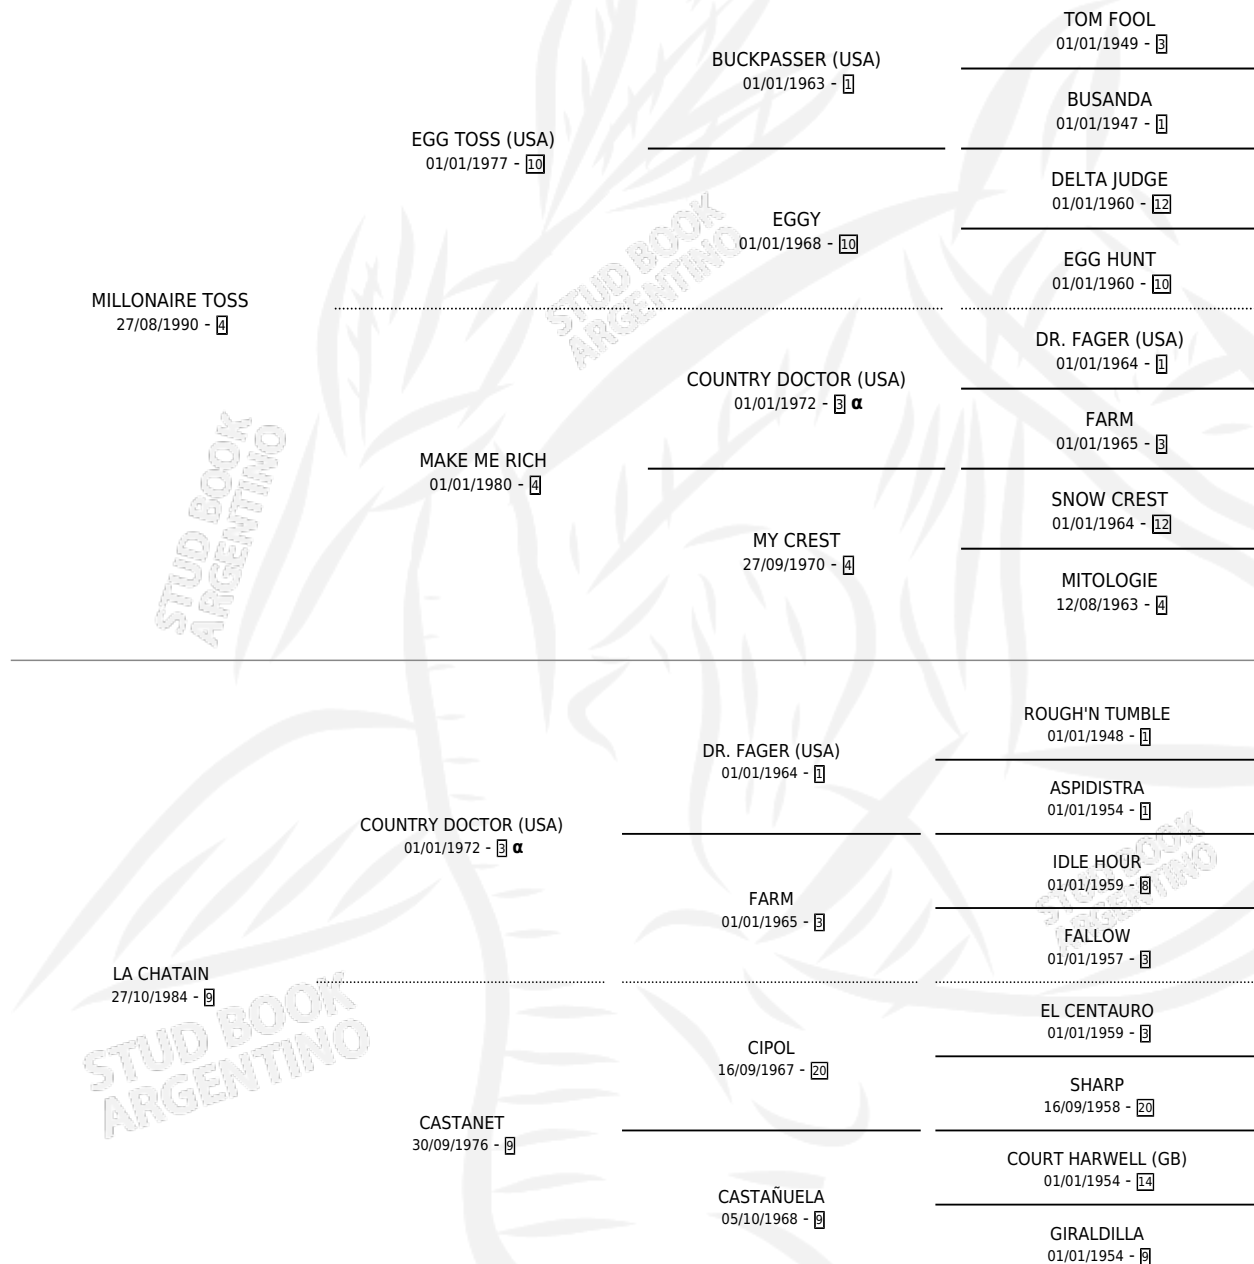 TOM FOOL
01/01/1949 - 3
BUCKPASSER (USA)
01/01/1963 - 1
BUSANDA
01/01/1947 - 1
EGG TOSS (USA)
01/01/1977 - 10
DELTA JUDGE
01/01/1960 - 12
EGGY
01/01/1968 - 10
EGG HUNT
01/01/1960 - 10
MILLONAIRE TOSS
27/08/1990 - 4
DR. FAGER (USA)
01/01/1964 - 1
COUNTRY DOCTOR (USA)
01/01/1972 - 3 α
FARM
01/01/1965 - 3
MAKE ME RICH
01/01/1980 - 4
SNOW CREST
01/01/1964 - 12
MY CREST
27/09/1970 - 4
MITOLOGIE
12/08/1963 - 4
ROUGH'N TUMBLE
01/01/1948 - 1
DR. FAGER (USA)
01/01/1964 - 1
ASPIDISTRA
01/01/1954 - 1
COUNTRY DOCTOR (USA)
01/01/1972 - 3 α
IDLE HOUR
01/01/1959 - 8
FARM
01/01/1965 - 3
FALLOW
01/01/1957 - 3
LA CHATAIN
27/10/1984 - 9
EL CENTAURO
01/01/1959 - 3
CIPOL
16/09/1967 - 20
SHARP
16/09/1958 - 20
CASTANET
30/09/1976 - 9
COURT HARWELL (GB)
01/01/1954 - 14
CASTAÑUELA
05/10/1968 - 9
GIRALDILLA
01/01/1954 - 9
STUD BOOK
ARGENTINO
STUD BOOK
ARGENTINO
STUD BOOK
ARGENTINO
STUD BOOK
ARGENTINO